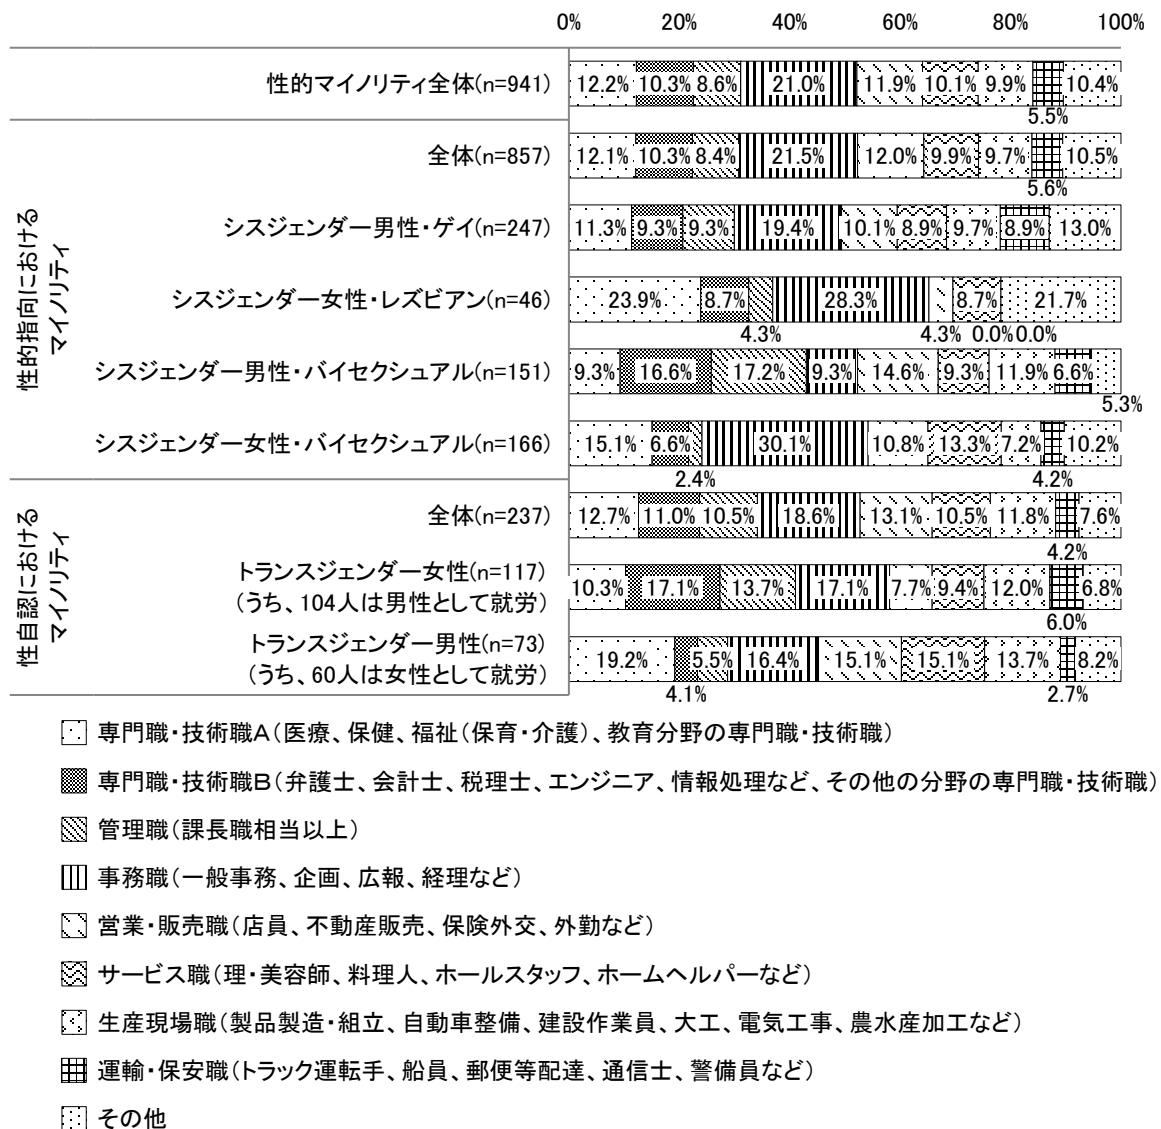 0% 20% 40% 60% 80% 100%
性的マイノリティ全体(n=941) 12.2% 10.3% 8.6% 21.0% 11.9% 10.1% 9.9% 10.4%
5.5%
性的指向における
マイノリティ
全体(n=857) 12.1% 10.3% 8.4% 21.5% 12.0% 9.9% 9.7% 10.5%
5.6%
シスジェンダー男性・ゲイ(n=247) 11.3% 9.3% 9.3% 19.4% 10.1% 8.9% 9.7% 8.9% 13.0%
シスジェンダー女性・レズビアン(n=46) 23.9% 8.7% 28.3% 8.7% 21.7%
4.3% 4.3% 0.0% 0.0%
シスジェンダー男性・バイセクシュアル(n=151) 9.3% 16.6% 17.2% 9.3% 14.6% 9.3% 11.9% 6.6%
5.3%
シスジェンダー女性・バイセクシュアル(n=166) 15.1% 6.6% 30.1% 10.8% 13.3% 7.2% 10.2%
2.4% 4.2%
性自認における
マイノリティ
全体(n=237) 12.7% 11.0% 10.5% 18.6% 13.1% 10.5% 11.8% 7.6%
4.2%
トランスジェンダー女性(n=117)
(うち、104人は男性として就労) 10.3% 17.1% 13.7% 17.1% 7.7% 9.4% 12.0% 6.8%
6.0%
トランスジェンダー男性(n=73)
(うち、60人は女性として就労) 19.2% 5.5% 16.4% 15.1% 15.1% 13.7% 8.2%
4.1% 2.7%
専門職・技術職A(医療、保健、福祉(保育・介護)、教育分野の専門職・技術職)
専門職・技術職B(弁護士、会計士、税理士、エンジニア、情報処理など、その他の分野の専門職・技術職)
管理職(課長職相当以上)
事務職(一般事務、企画、広報、経理など)
営業・販売職(店員、不動産販売、保険外交、外勤など)
サービス職(理・美容師、料理人、ホールスタッフ、ホームヘルパーなど)
生産現場職(製品製造・組立、自動車整備、建設作業員、大工、電気工事、農水産加工など)
運輸・保安職(トラック運転手、船員、郵便等配達、通信士、警備員など)
その他